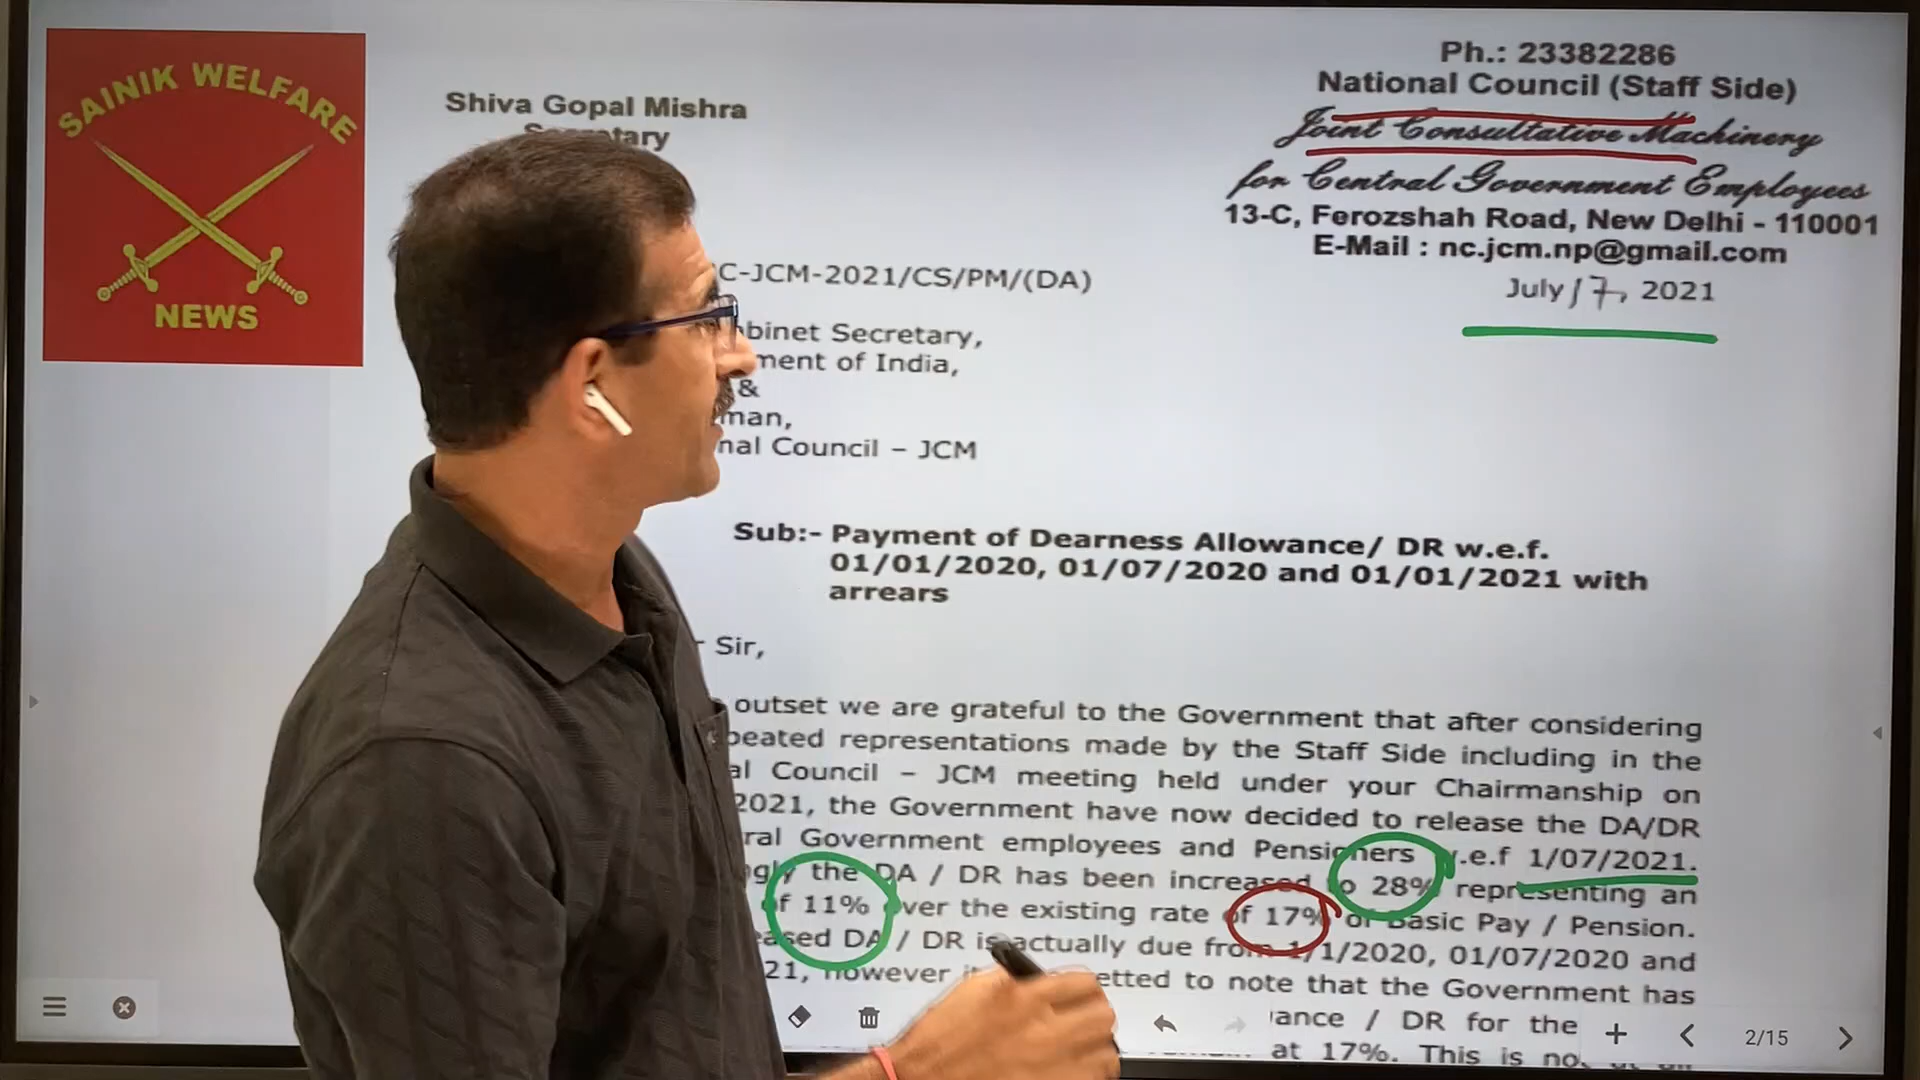 SAINIK WELFARE
NEWS
Shiva Gopal Mishra
Secretary
Ph.: 23382286
National Council (Staff Side)
Joint Consultative Machinery
for Central Government Employees
13-C, Ferozshah Road, New Delhi - 110001
E-Mail : nc.jcm.np@gmail.com
C-JCM-2021/CS/PM/(DA)
July/7, 2021
binet Secretary,
ment of India,
&
man,
nal Council – JCM
Sub:- Payment of Dearness Allowance/ DR w.e.f.
01/01/2020, 01/07/2020 and 01/01/2021 with
arrears
Sir,
outset we are grateful to the Government that after considering
peated representations made by the Staff Side including in the
al Council – JCM meeting held under your Chairmanship on
2021, the Government have now decided to release the DA/DR
ral Government employees and Pensioners w.e.f 1/07/2021.
gly the DA / DR has been increased to 28% representing an
of 11% over the existing rate of 17% of Basic Pay / Pension.
eased DA / DR is actually due from 1/1/2020, 01/07/2020 and
21, however it etted to note that the Government has
ance / DR for the
at 17%. This is not at all
2/15